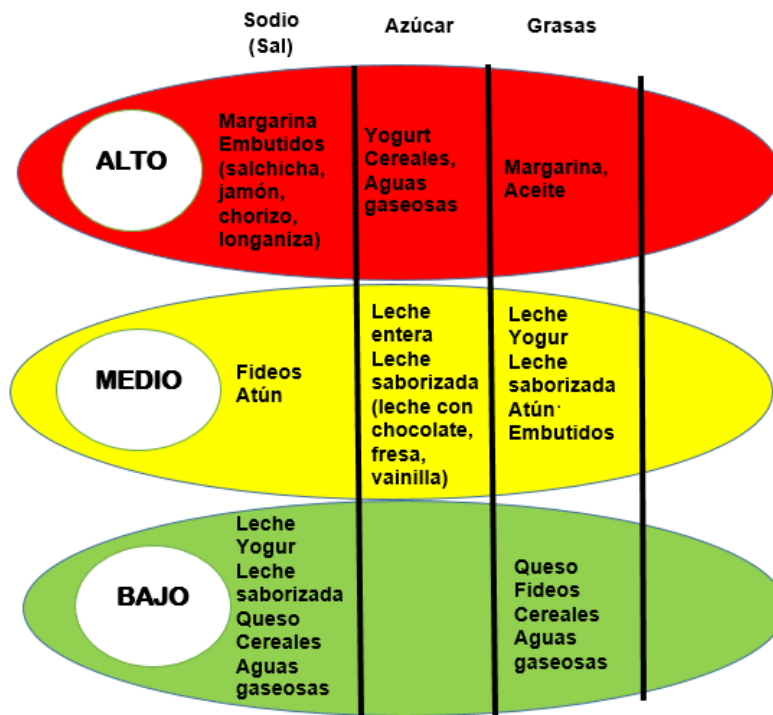 Sodio
(Sal)
Azúcar
Grasas
ALTO
Margarina
Embutidos
(salchicha,
jamón,
chorizo,
longaniza)
Yogurt
Cereales,
Aguas
gaseosas
Margarina,
Aceite
MEDIO
Fideos
Atún
Leche
entera
Leche
saborizada
(leche con
chocolate,
fresa,
vainilla)
Leche
Yogur
Leche
saborizada
Atún
Embutidos
BAJO
Leche
Yogur
Leche
saborizada
Queso
Cereales
Aguas
gaseosas
Queso
Fideos
Cereales
Aguas
gaseosas